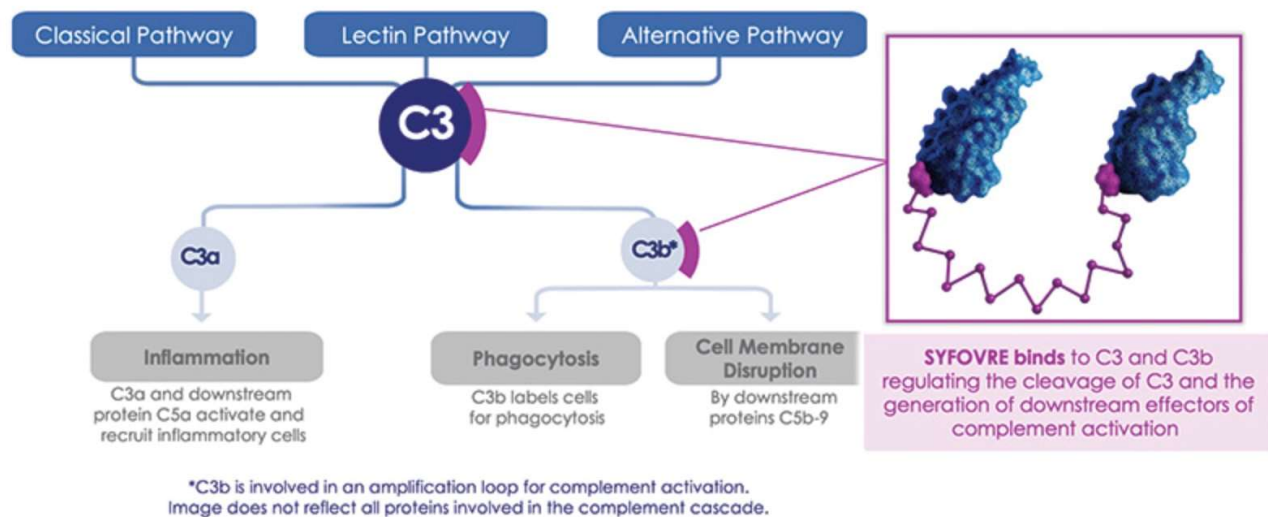 Classical Pathway
Lectin Pathway
Alternative Pathway
C3
C3a
C3b*
Inflammation
C3a and downstream
protein C5a activate and
recruit inflammatory cells
Phagocytosis
C3b labels cells
for phagocytosis
Cell Membrane
Disruption
By downstream
proteins C5b-9
SYFOVRE binds to C3 and C3b
regulating the cleavage of C3 and the
generation of downstream effectors of
complement activation
*C3b is involved in an amplification loop for complement activation.
Image does not reflect all proteins involved in the complement cascade.